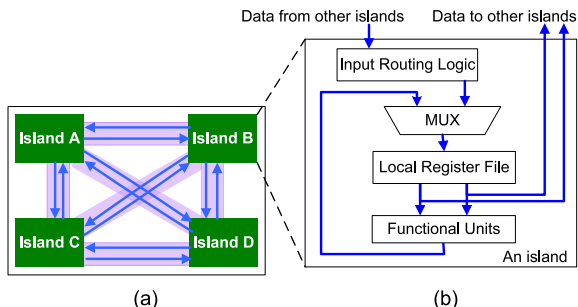 Data from other islands
Data to other islands
Input Routing Logic
MUX
Local Register File
Functional Units
An island
Island A
Island B
Island C
Island D
(a)
(b)